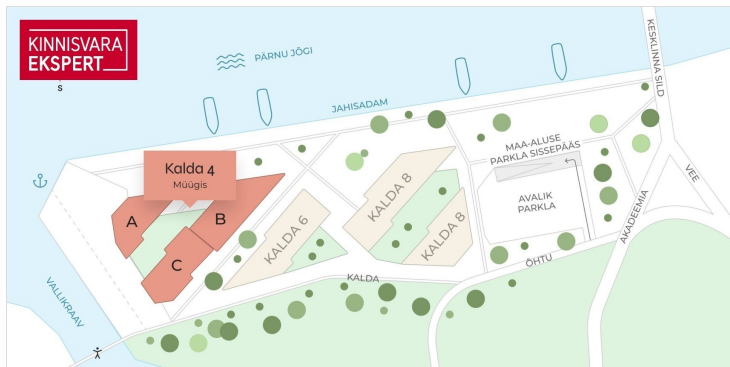 KINNISVARA
EKSPERT
S
PÄRNU JÕGI
KESKLINNA SILD
JAHISADAM
MAA-ALUSE
PARKLA SISSEPÄÄS
Kalda 4
Müügis
VEE
KALDA 8
AVALIK
PARKLA
A
B
KALDA 6
KALDA 8
AKADEEMIA
C
ÕHTU
KALDA
VALLIKRAAV